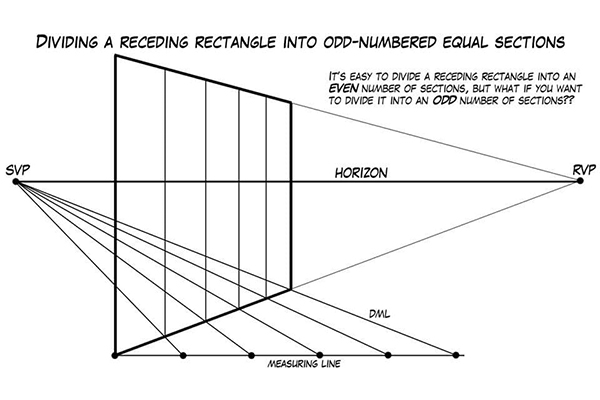 DIVIDING A RECEDING RECTANGLE INTO ODD-NUMBERED EQUAL SECTIONS
IT'S EASY TO DIVIDE A RECEDING RECTANGLE INTO AN
EVEN NUMBER OF SECTIONS, BUT WHAT IF YOU WANT
TO DIVIDE IT INTO AN ODD NUMBER OF SECTIONS??
SVP
HORIZON
RVP
DML
MEASURING LINE